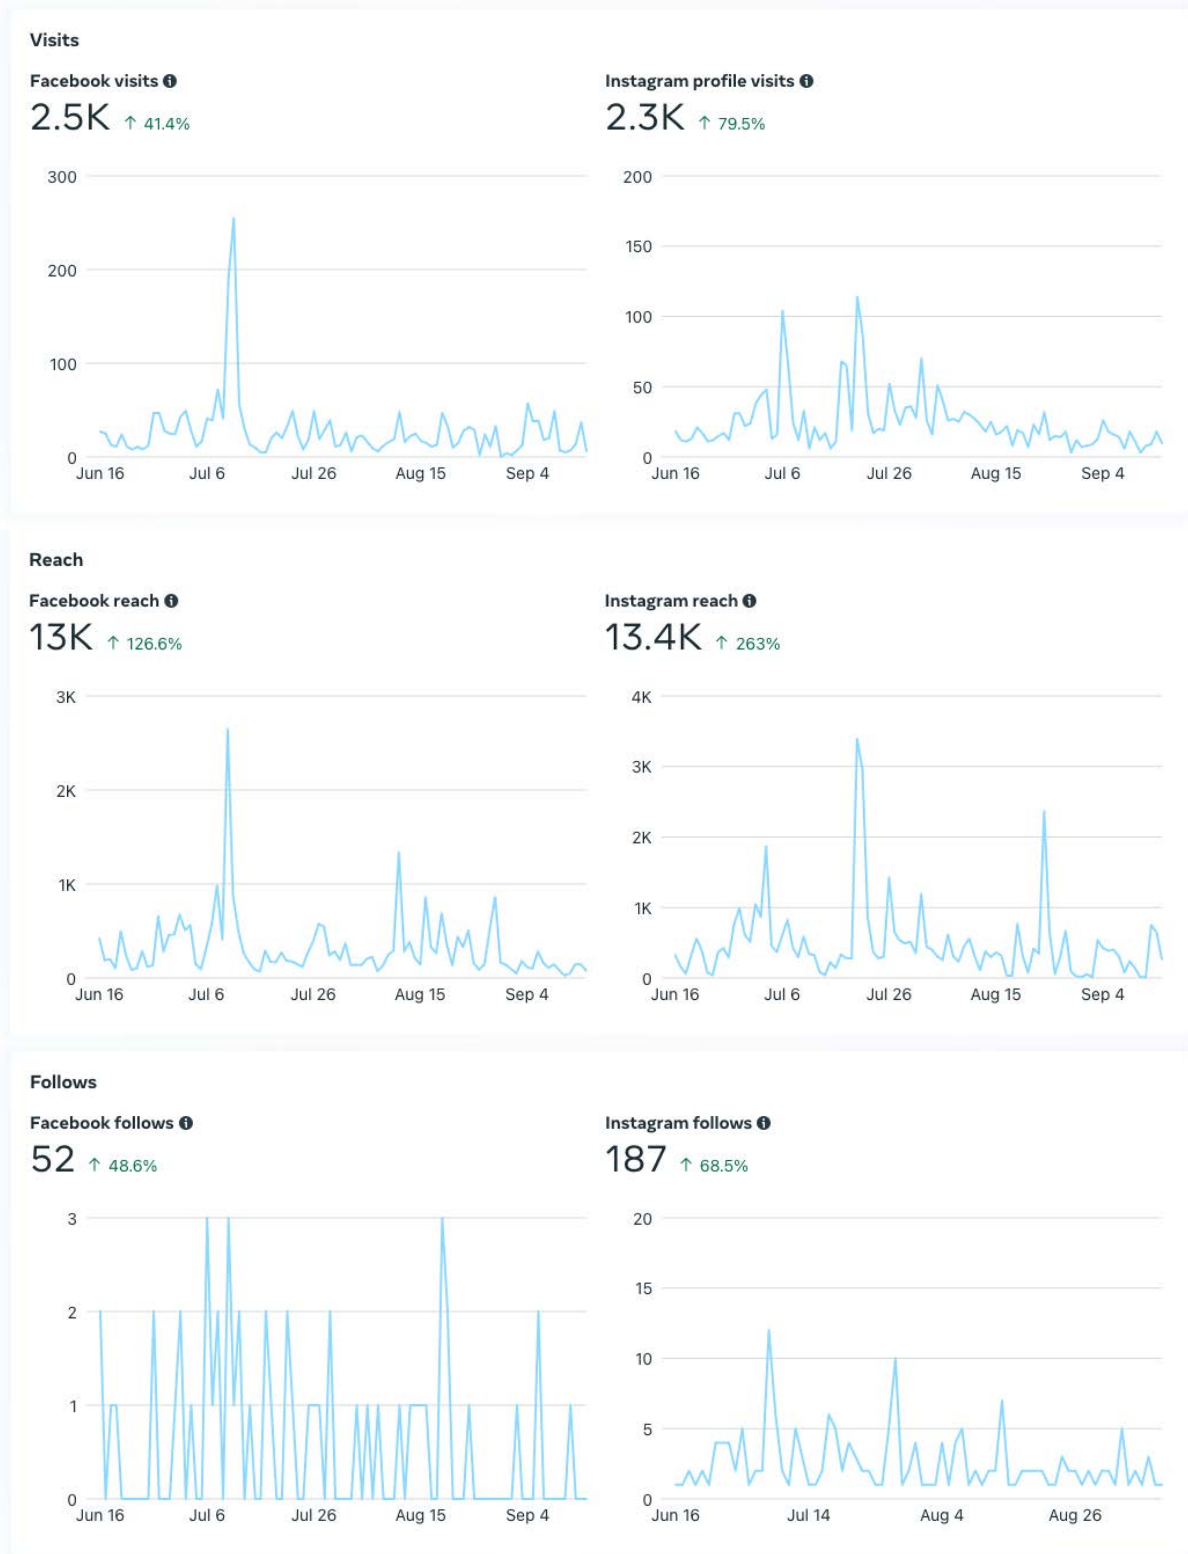 Visits
Facebook visits
2.5K ↑ 41.4%
300
200
100
0
Jun 16 Jul 6 Jul 26 Aug 15 Sep 4
Instagram profile visits
2.3K ↑ 79.5%
200
150
100
50
0
Jun 16 Jul 6 Jul 26 Aug 15 Sep 4
Reach
Facebook reach
13K ↑ 126.6%
3K
2K
1K
0
Jun 16 Jul 6 Jul 26 Aug 15 Sep 4
Instagram reach
13.4K ↑ 263%
4K
3K
2K
1K
0
Jun 16 Jul 6 Jul 26 Aug 15 Sep 4
Follows
Facebook follows
52 ↑ 48.6%
3
2
1
0
Jun 16 Jul 6 Jul 26 Aug 15 Sep 4
Instagram follows
187 ↑ 68.5%
20
15
10
5
0
Jun 16 Jul 14 Aug 4 Aug 26